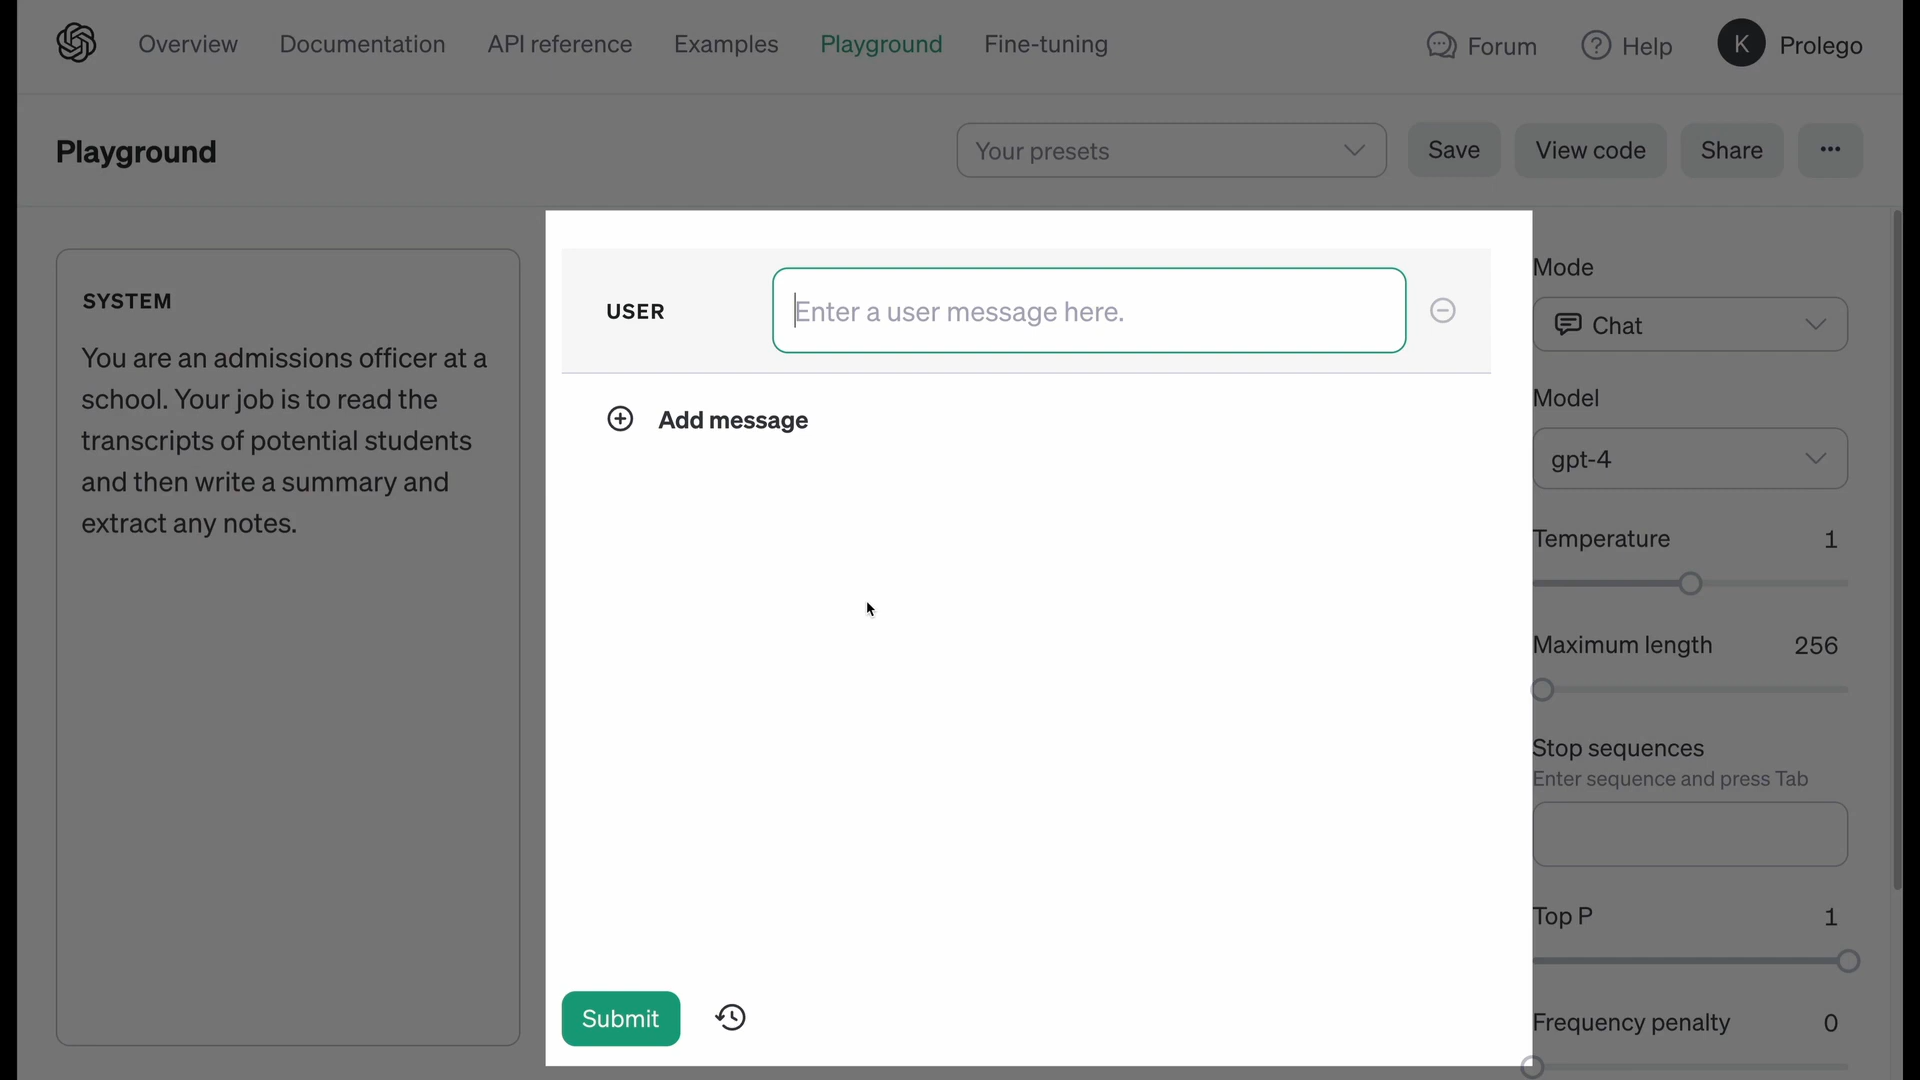 Overview Documentation API reference Examples Playground Fine-tuning Forum Help K Prolego
Playground
Your presets Save View code Share
SYSTEM
You are an admissions officer at a
school. Your job is to read the
transcripts of potential students
and then write a summary and
extract any notes.
USER
Enter a user message here.
Add message
Submit
Mode
Chat
Model
gpt-4
Temperature 1
Maximum length 256
Stop sequences
Enter sequence and press Tab
Top P 1
Frequency penalty 0